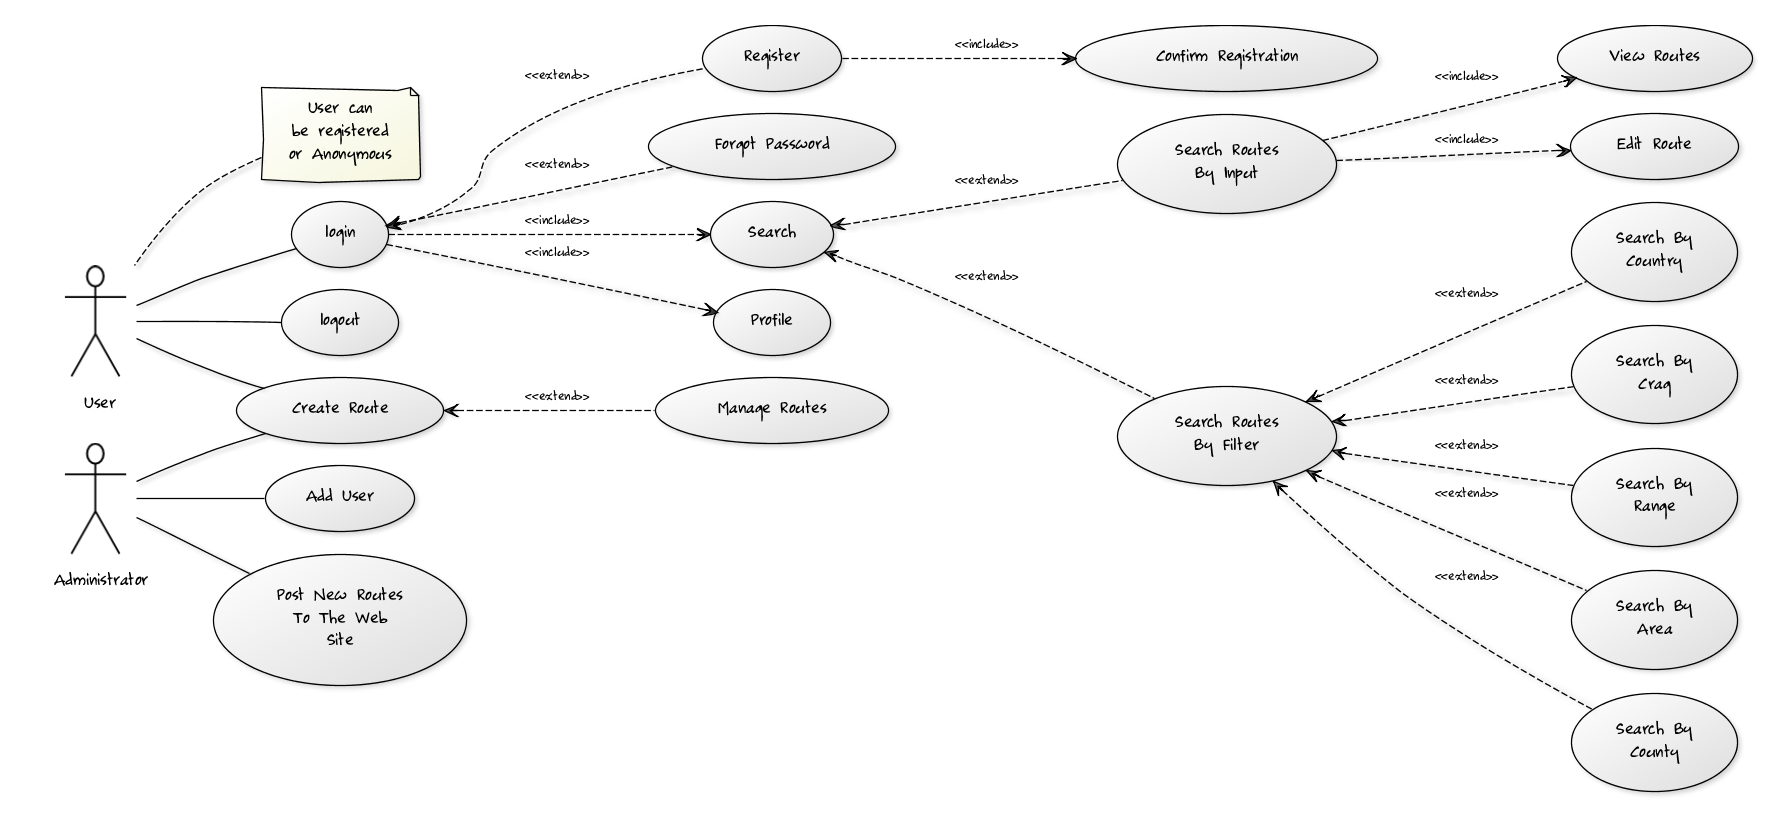 Register
<<include>>
Confirm Registration
View Routes
<<extend>>
<<include>>
User can
be registered
or Anonymous
Forgot Password
<<extend>>
Search Routes
By Input
<<include>>
Edit Route
<<extend>>
login
<<include>>
Search
<<include>>
Search By
Country
<<extend>>
<<extend>>
logout
Profile
User
Create Route
<<extend>>
Manage Routes
Search Routes
By Filter
<<extend>>
Search By
Crag
<<extend>>
Search By
Range
<<extend>>
Add User
Administrator
Post New Routes
To The Web
Site
<<extend>>
Search By
Area
Search By
County